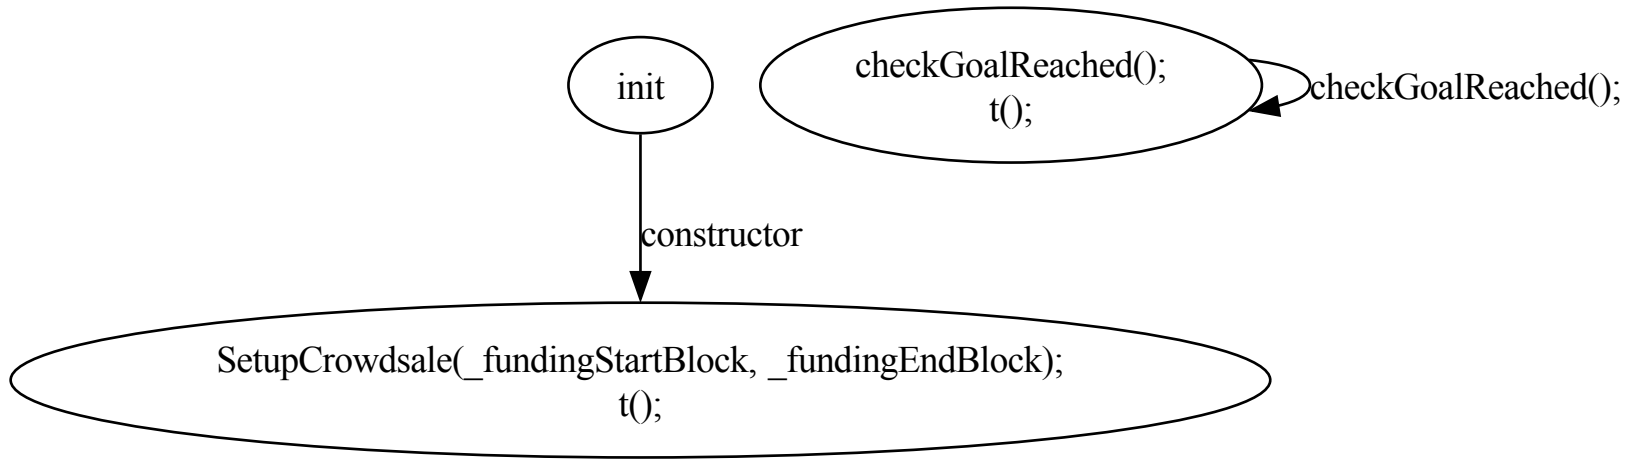 init
checkGoalReached();
t();
checkGoalReached();
constructor
SetupCrowdsale(_fundingStartBlock, _fundingEndBlock);
t();